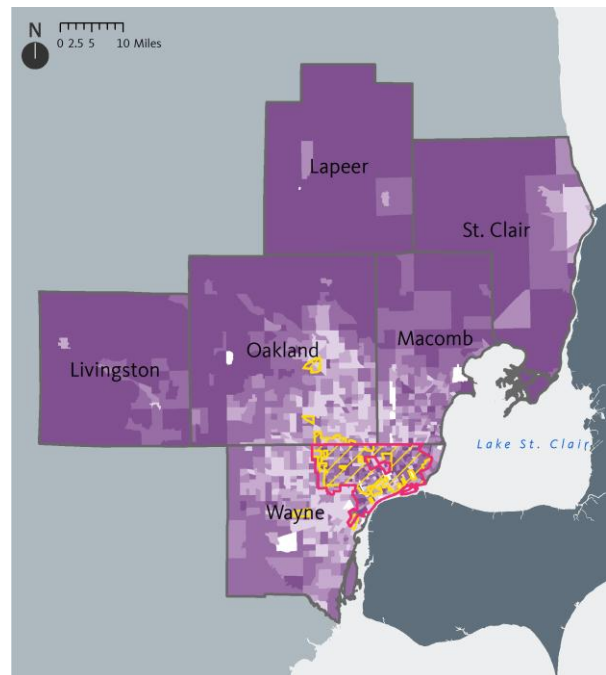 N
0 2.5 5 10 Miles
Lapeer
St. Clair
Macomb
Oakland
Livingston
Lake St. Clair
Wayne